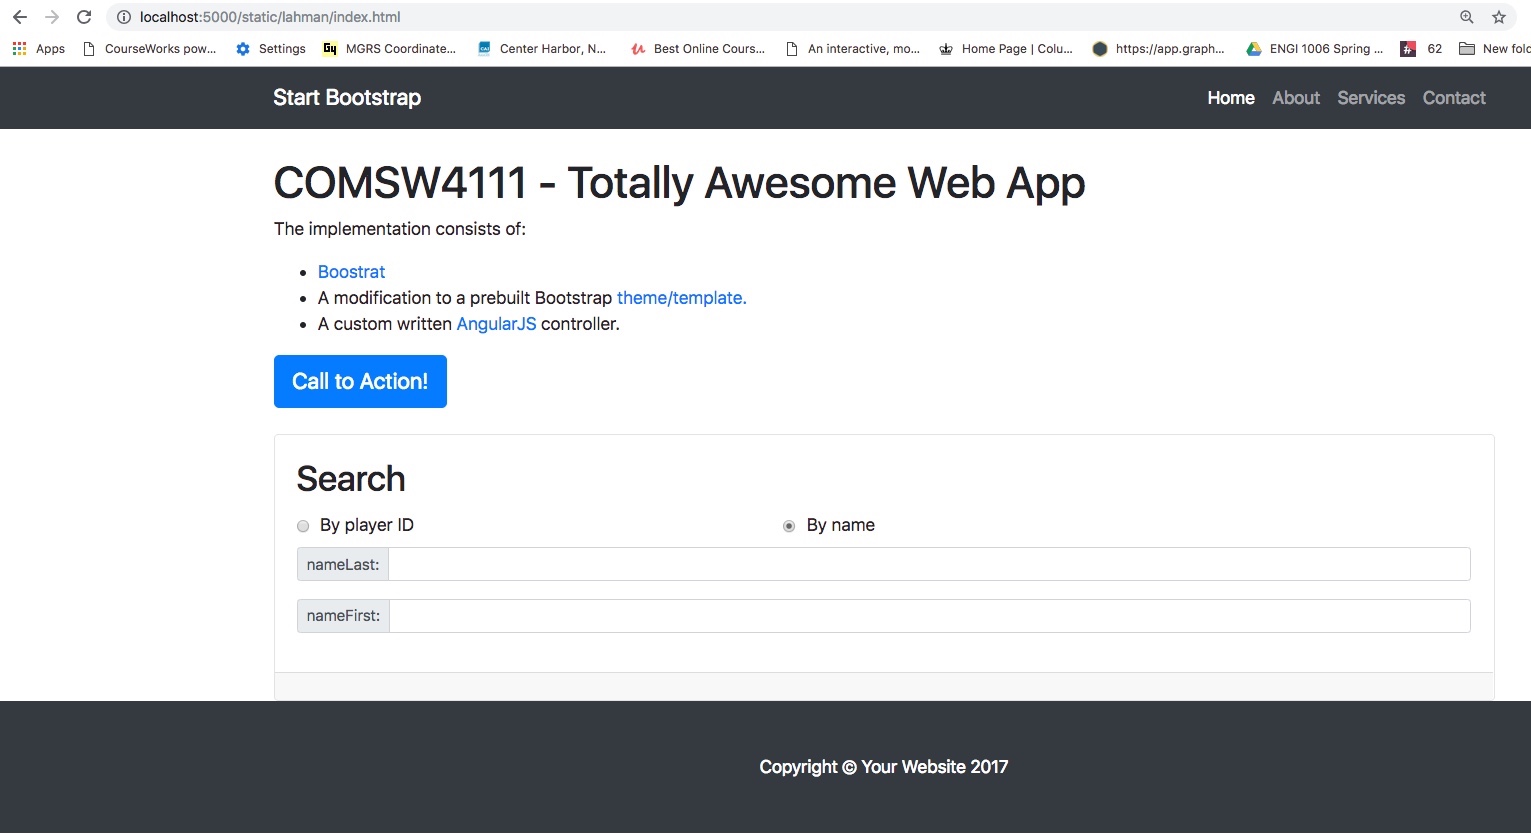 localhost:5000/static/lahman/index.html
Apps CourseWorks pow... Settings Gy MGRS Coordinate... CAI Center Harbor, N... Best Online Cours... An interactive, mo... Home Page | Colu... https://app.graph... ENGI 1006 Spring ... # 62 New fold
Start Bootstrap Home About Services Contact
COMSW4111 - Totally Awesome Web App
The implementation consists of:
• Boostrat
• A modification to a prebuilt Bootstrap theme/template.
• A custom written AngularJS controller.
Call to Action!
Search
By player ID By name
nameLast:
nameFirst:
Copyright © Your Website 2017